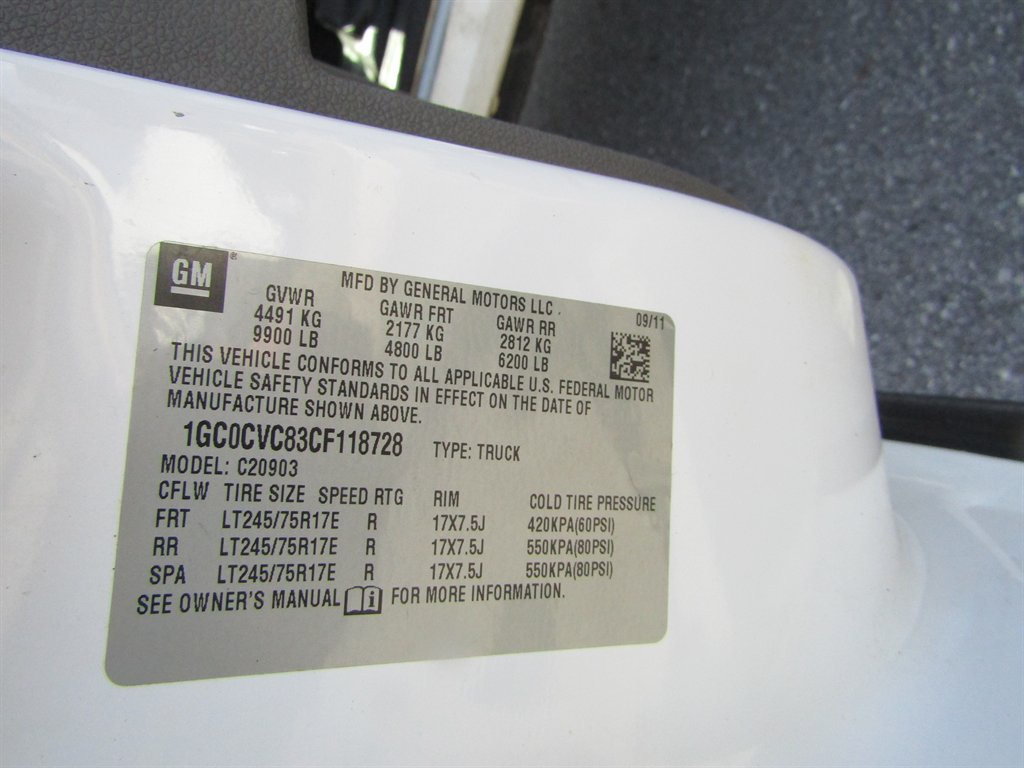 GM®
MFD BY GENERAL MOTORS LLC.
09/11
GVWR GAWR FRT GAWR RR
4491 KG 2177 KG 2812 KG
9900 LB 4800 LB 6200 LB
THIS VEHICLE CONFORMS TO ALL APPLICABLE U.S. FEDERAL MOTOR
VEHICLE SAFETY STANDARDS IN EFFECT ON THE DATE OF
MANUFACTURE SHOWN ABOVE.
1GC0CVC83CF118728 TYPE: TRUCK
MODEL: C20903
CFLW TIRE SIZE SPEED RTG RIM COLD TIRE PRESSURE
FRT LT245/75R17E R 17X7.5J 420KPA(60PSI)
RR LT245/75R17E R 17X7.5J 550KPA(80PSI)
SPA LT245/75R17E R 17X7.5J 550KPA(80PSI)
SEE OWNER'S MANUAL i FOR MORE INFORMATION.